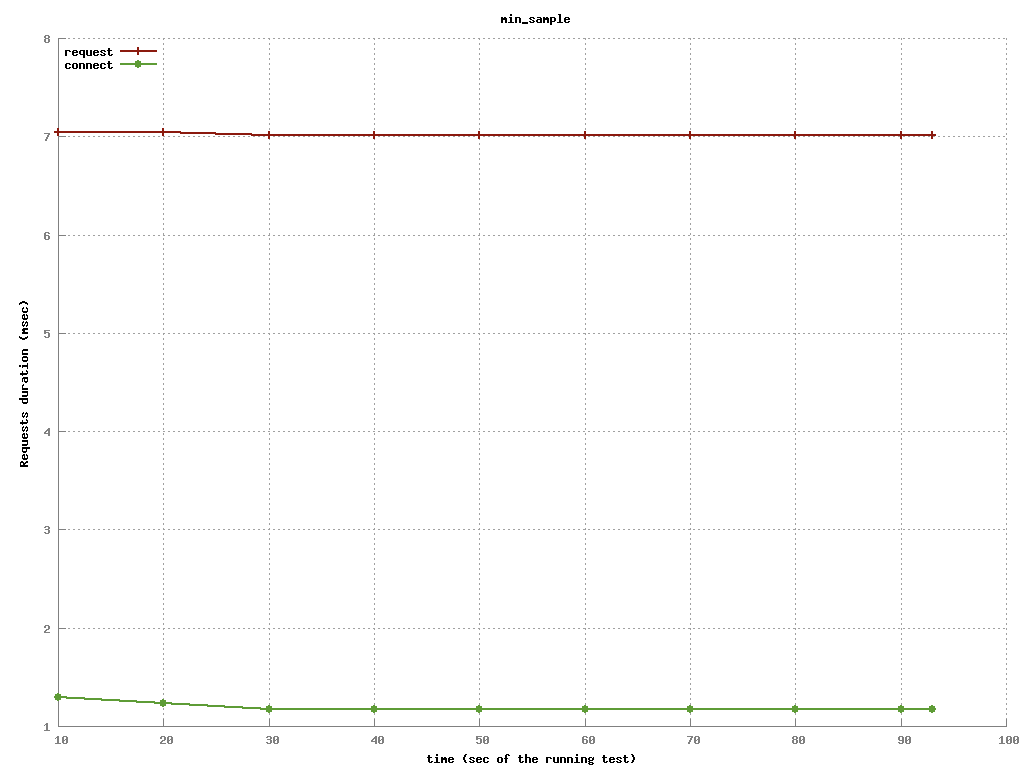 min_sample
8
request
connect
7
6
5
4
3
2
1
Requests duration (msec)
10 20 30 40 50 60 70 80 90 100
time (sec of the running test)